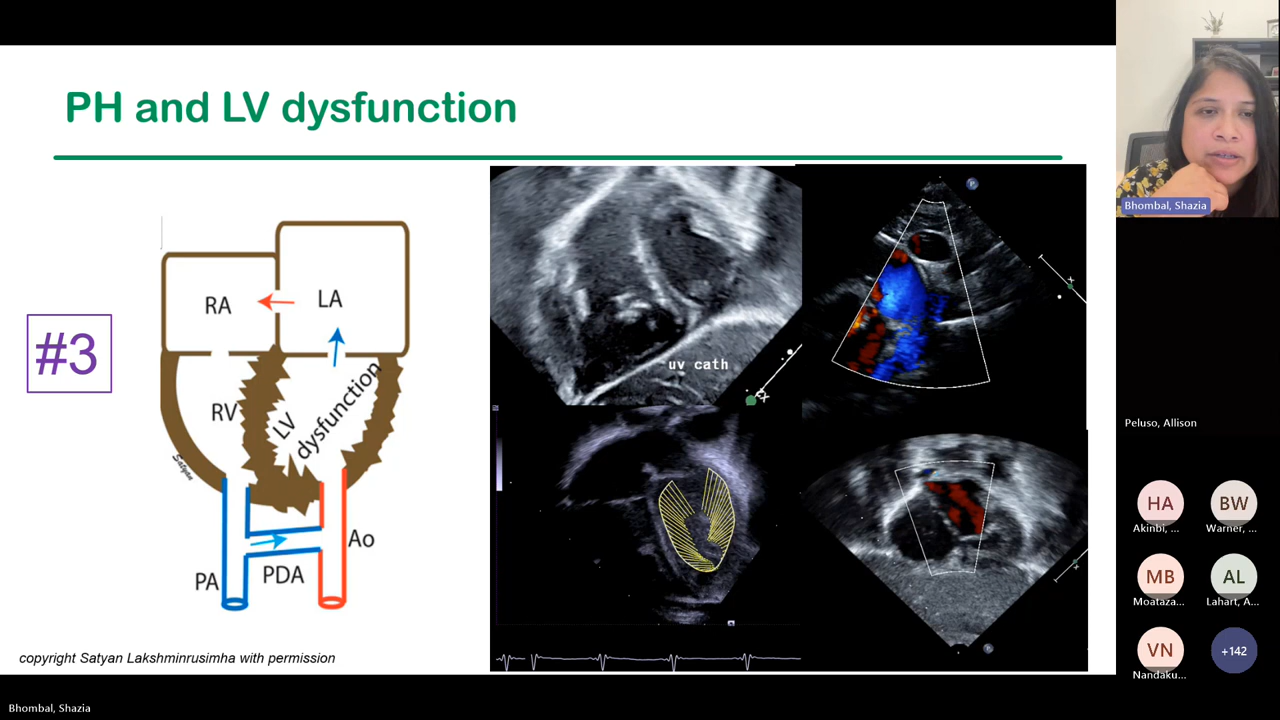 PH and LV dysfunction
#3
RA
LA
RV
LV
dysfunction
Satyan
PA
PDA
Ao
copyright Satyan Lakshminrusimha with permission
uv cath
Bhombal, Shazia
Peluso, Allison
HA
Akinbi, ...
BW
Warner, ...
MB
Moataza...
AL
Lahart, A...
VN
Nandaku...
+142
Bhombal, Shazia